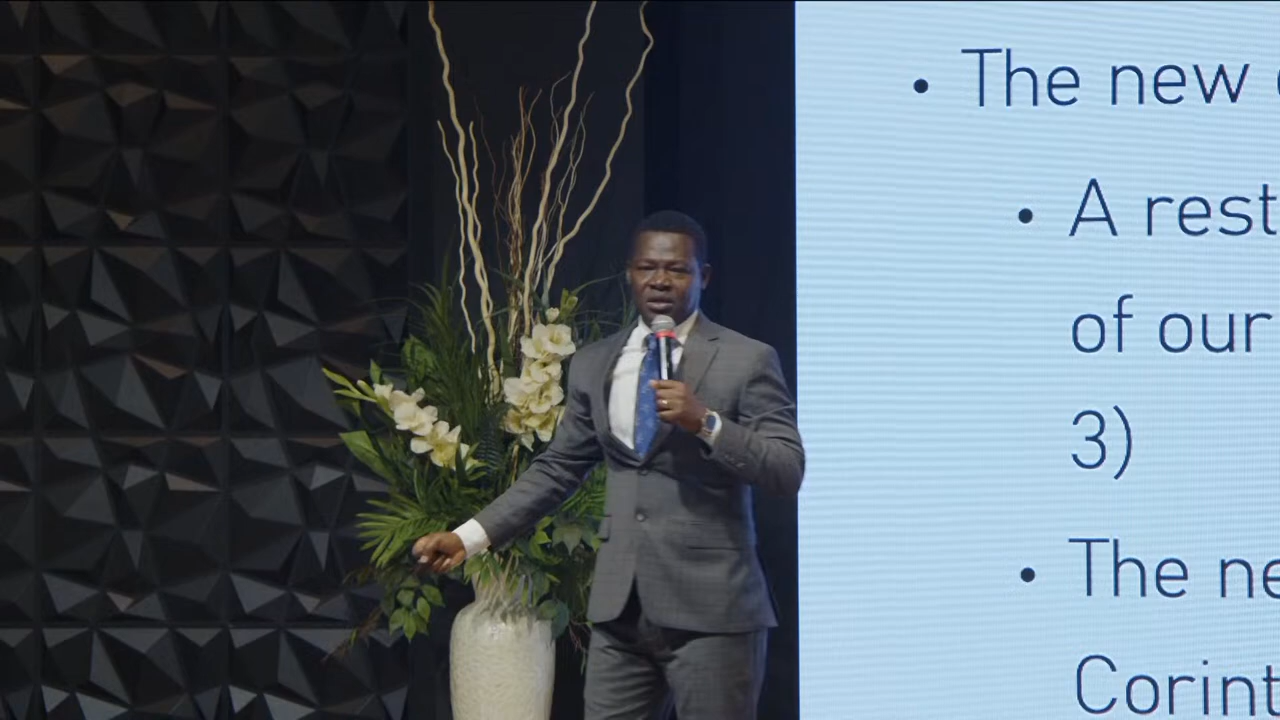 • The new
• A rest
of our
3)
• The ne
Corint